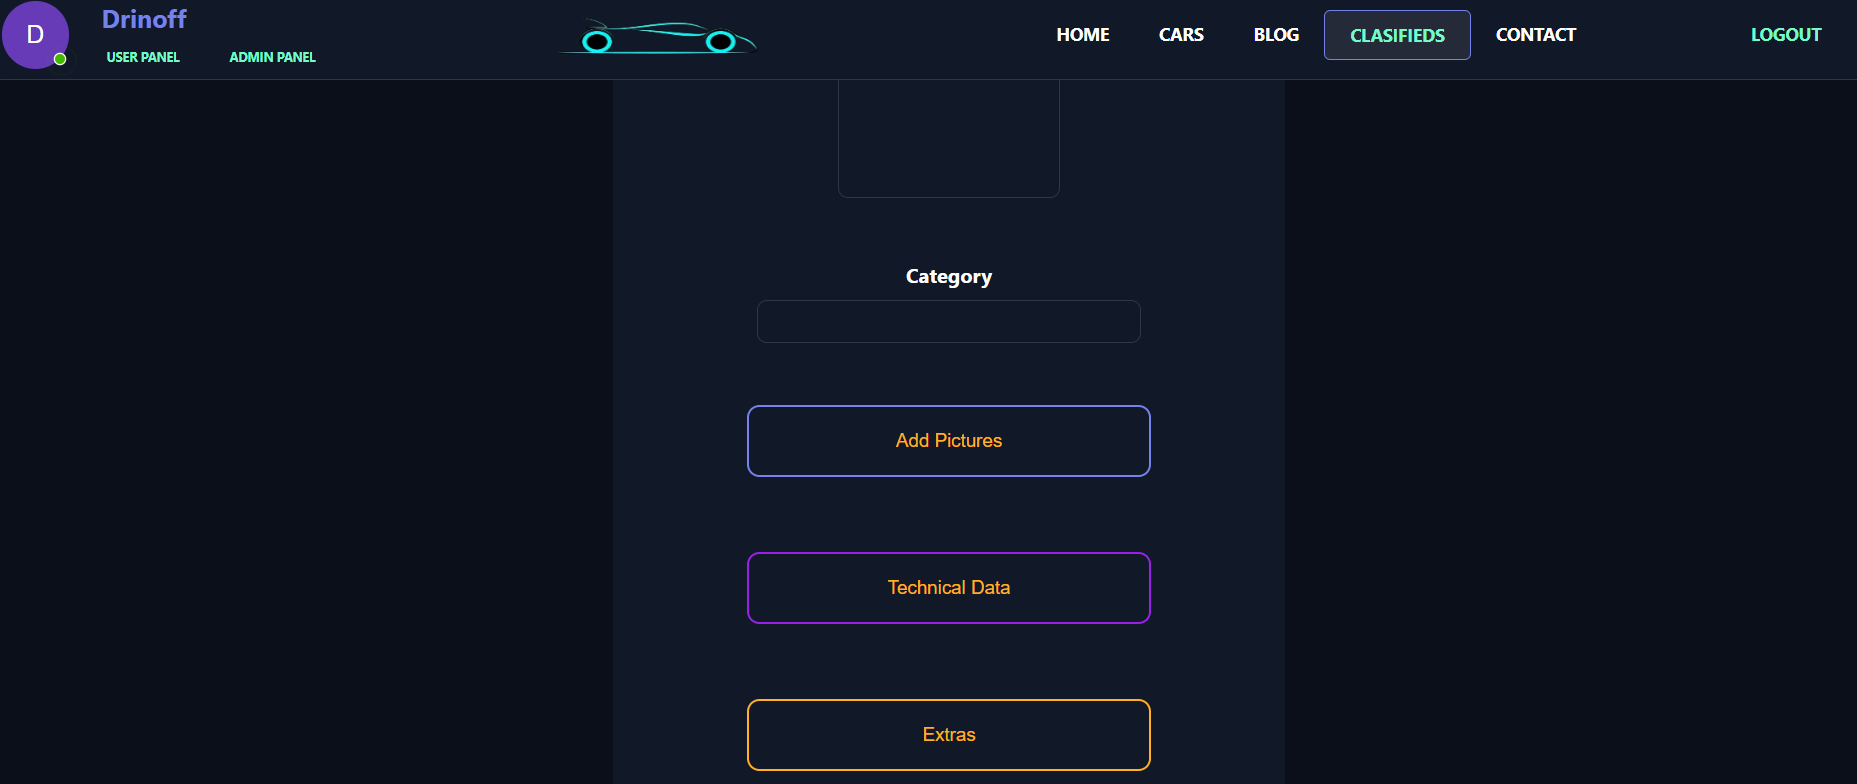 D
Drinoff
USER PANEL ADMIN PANEL
HOME CARS BLOG CLASIFIEDS CONTACT LOGOUT
Category
Add Pictures
Technical Data
Extras